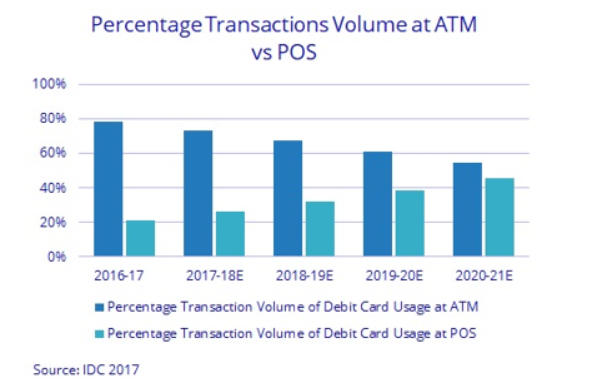 Percentage Transactions Volume at ATM
vs POS
100%
80%
60%
40%
20%
0%
2016-17 2017-18E 2018-19E 2019-20E 2020-21E
Percentage Transaction Volume of Debit Card Usage at ATM
Percentage Transaction Volume of Debit Card Usage at POS
Source: IDC 2017